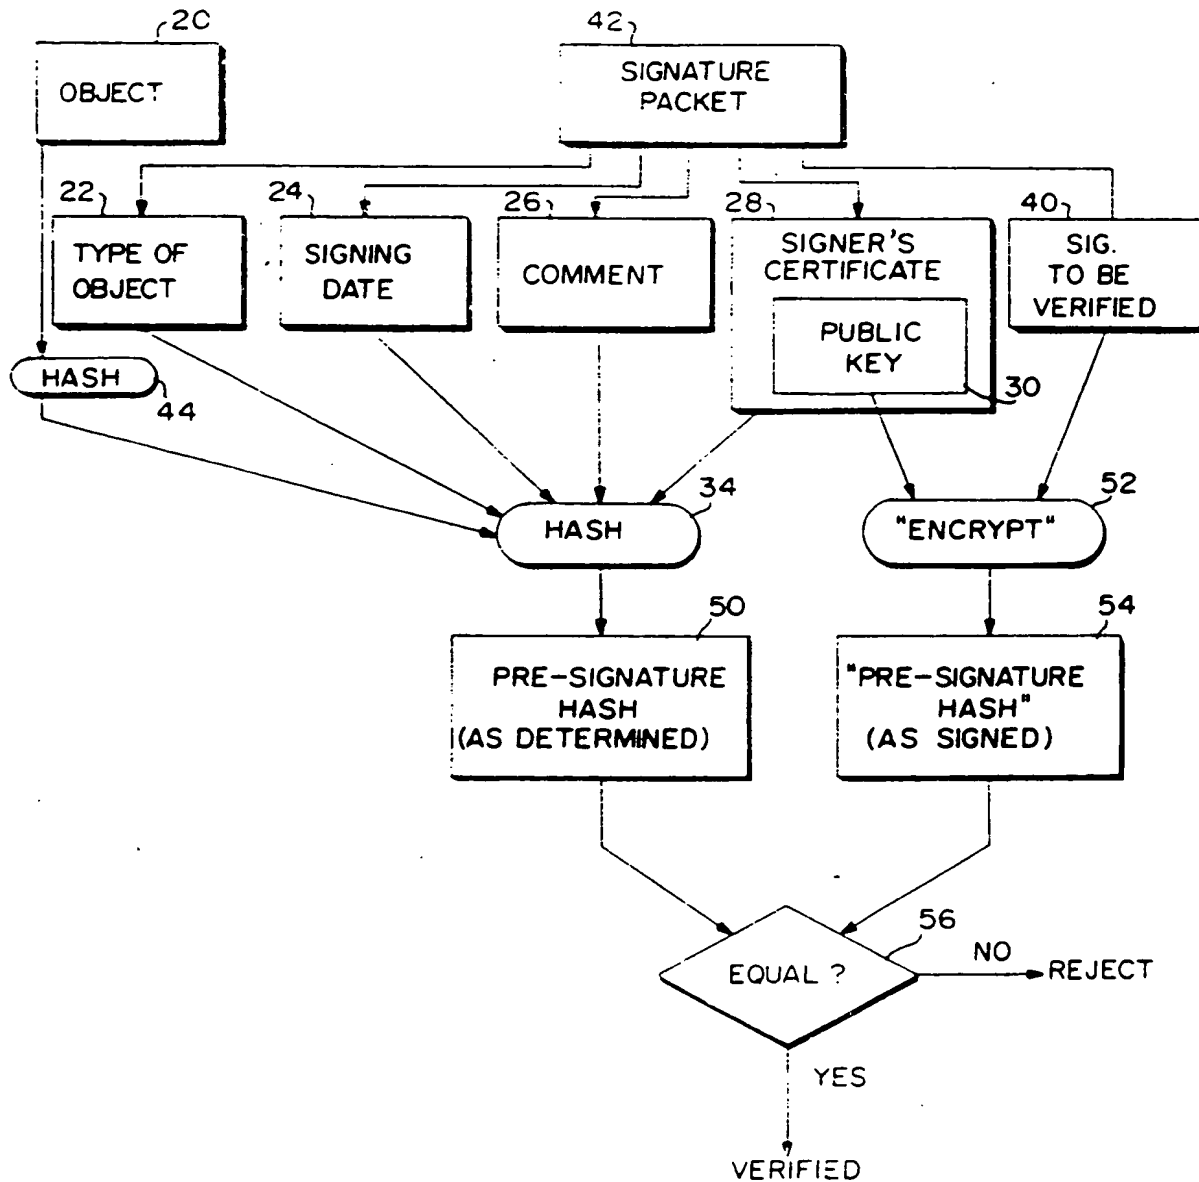 20
OBJECT
42
SIGNATURE
PACKET
22
TYPE OF
OBJECT
24
SIGNING
DATE
26
COMMENT
28
SIGNER'S
CERTIFICATE
PUBLIC
KEY
30
40
SIG.
TO BE
VERIFIED
HASH
44
HASH
34
"ENCRYPT"
52
50
PRE-SIGNATURE
HASH
(AS DETERMINED)
54
"PRE-SIGNATURE
HASH"
(AS SIGNED)
EQUAL ?
56
NO
REJECT
YES
VERIFIED